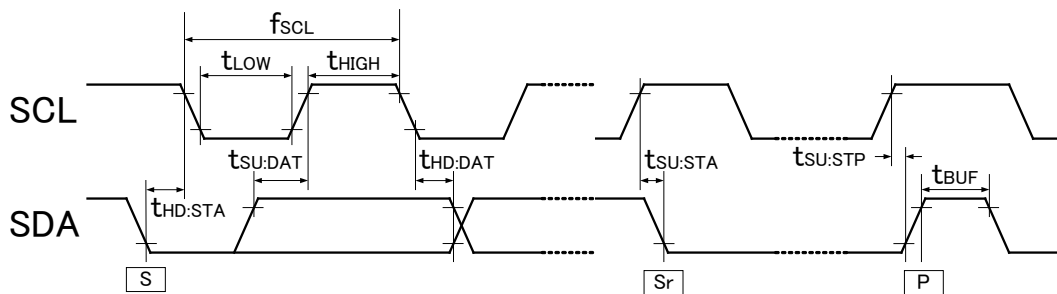 fSCL
tLOW tHIGH
SCL
tSU:DAT tHD:DAT tSU:STA tSU:STP
tBUF
tHD:STA
SDA
S Sr P